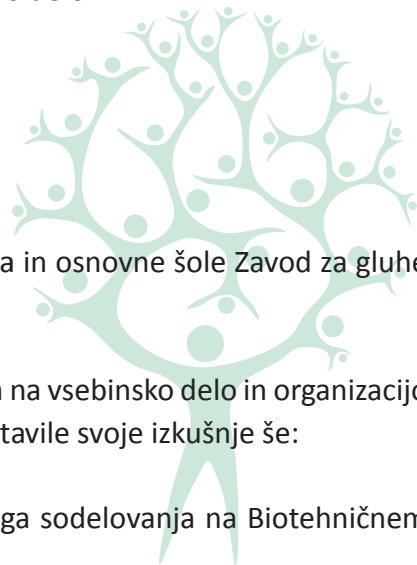 a in osnovne šole Zavod za gluhe
na vsebinsko delo in organizacijo
tavile svoje izkušnje še:
ga sodelovanja na Biotehničnem